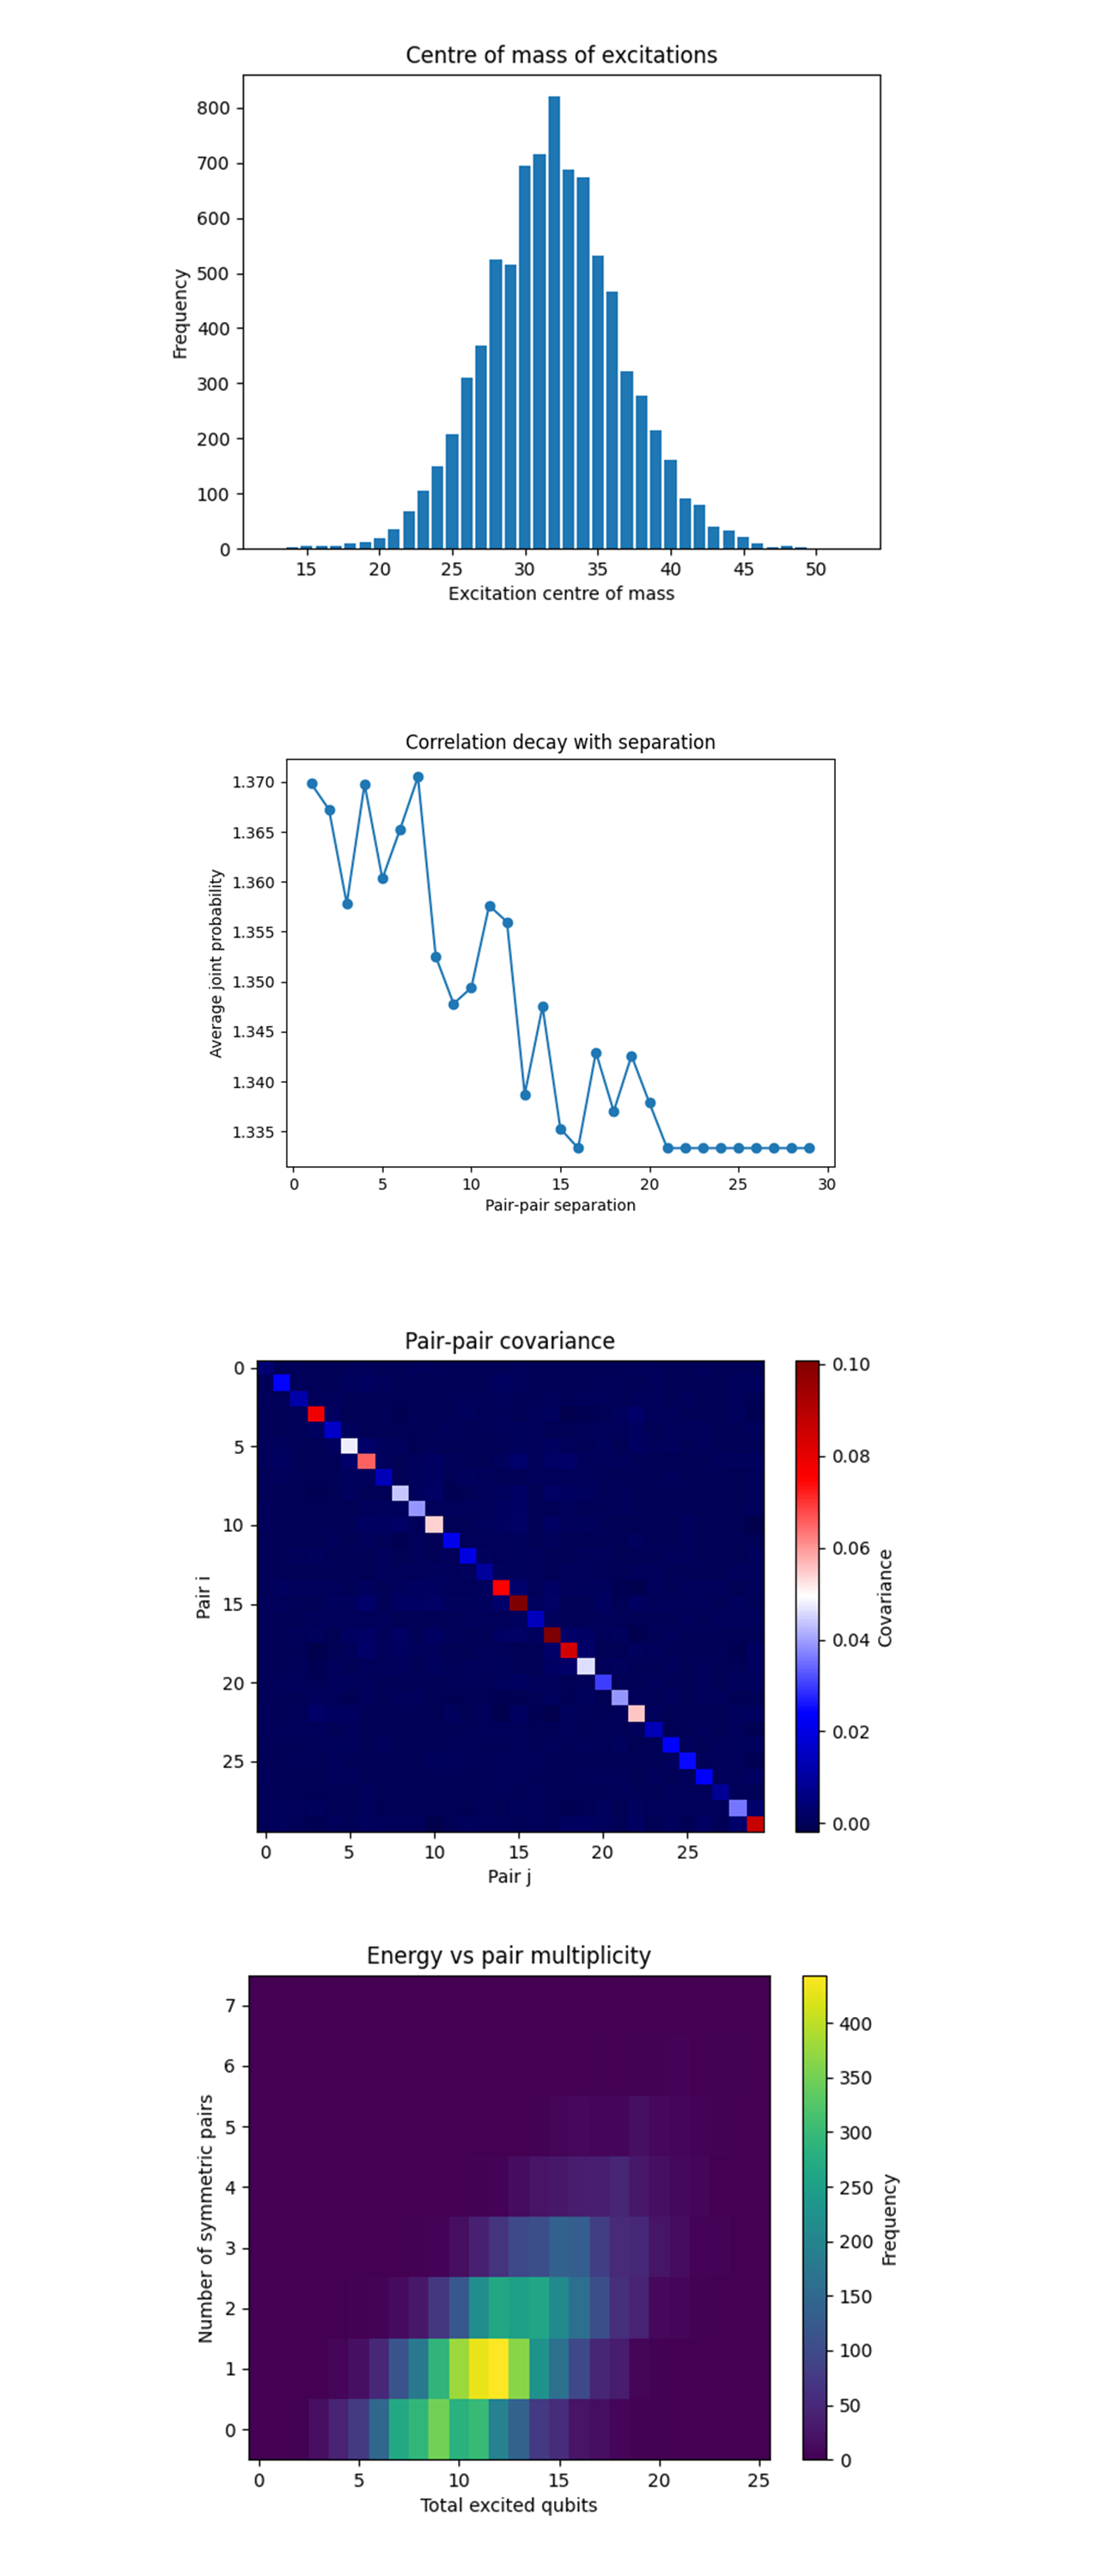 Centre of mass of excitations
800
700
600
500
400
300
200
100
0
Frequency
15 20 25 30 35 40 45 50
Excitation centre of mass
Correlation decay with separation
1.370
1.365
1.360
1.355
1.350
1.345
1.340
1.335
Average joint probability
0 5 10 15 20 25 30
Pair-pair separation
Pair-pair covariance
0
5
10
15
20
25
Pair i
0 5 10 15 20 25
Pair j
0.10
0.08
0.06
0.04
0.02
0.00
Covariance
Energy vs pair multiplicity
7
6
5
4
3
2
1
0
Number of symmetric pairs
0 5 10 15 20 25
Total excited qubits
400
350
300
250
200
150
100
50
0
Frequency